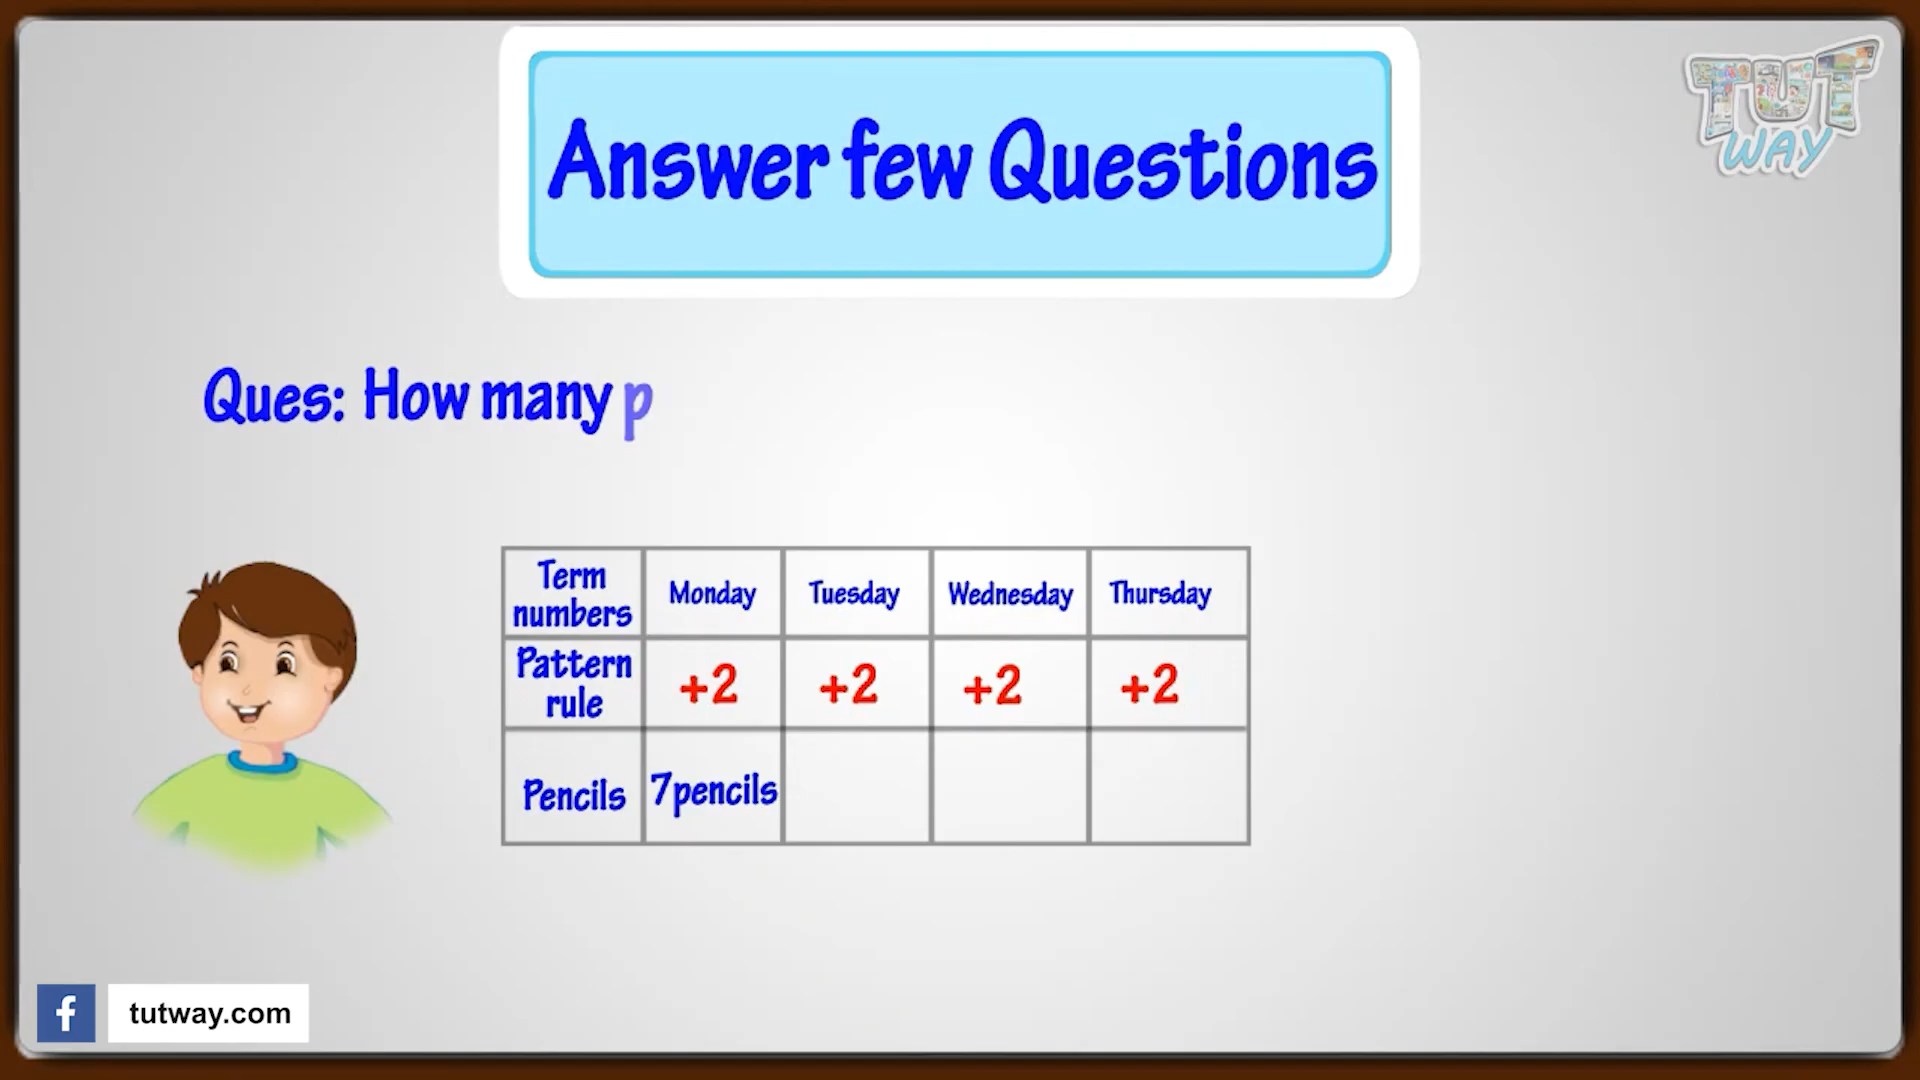 Answer few Questions
TUT
WAY
Ques: How many p
Term numbers Monday Tuesday Wednesday Thursday
Pattern rule +2 +2 +2 +2
Pencils 7pencils
f tutway.com